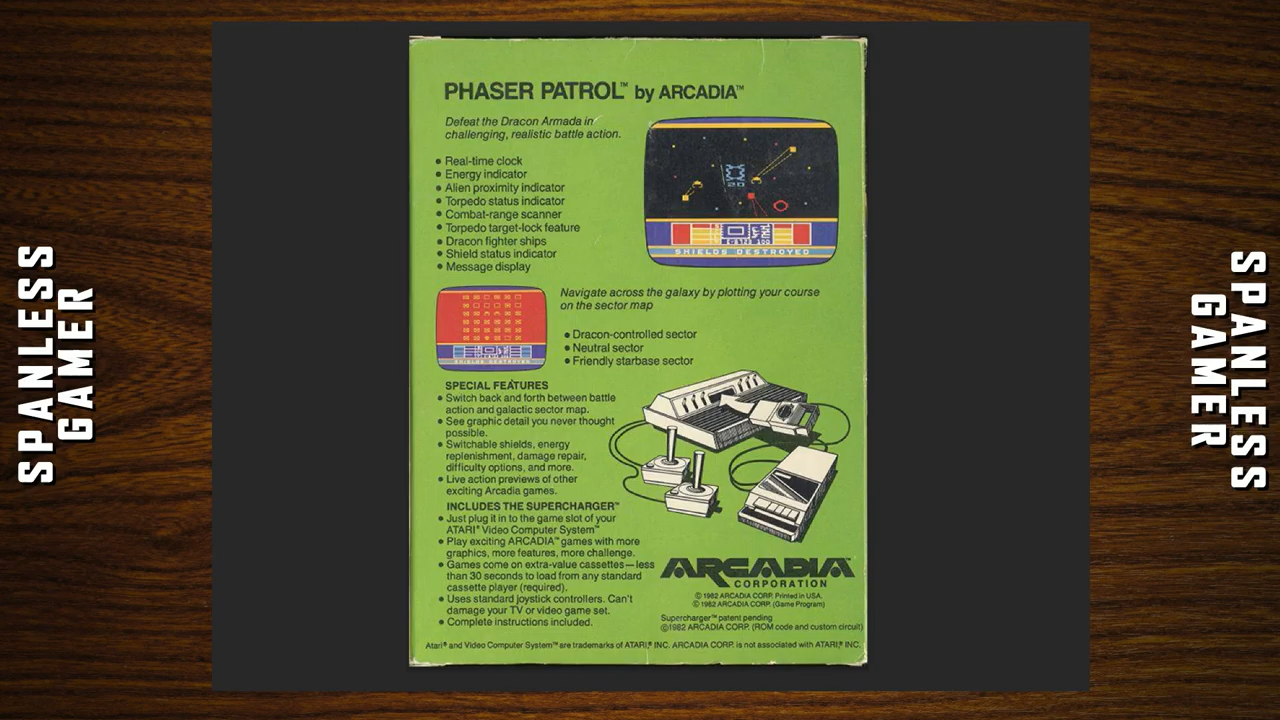 SPANLESS
GAMER
PHASER PATROL™ by ARCADIA™
Defeat the Dracon Armada in
challenging, realistic battle action.
• Real-time clock
• Energy indicator
• Alien proximity indicator
• Torpedo status indicator
• Combat-range scanner
• Torpedo target-lock feature
• Dracon fighter ships
• Shield status indicator
• Message display
SHIELDS DESTROYED
Navigate across the galaxy by plotting your course
on the sector map
• Dracon-controlled sector
• Neutral sector
• Friendly starbase sector
SHIELDS DESTROYED
SPECIAL FEATURES
• Switch back and forth between battle
action and galactic sector map.
• See graphic detail you never thought
possible.
• Switchable shields, energy
replenishment, damage repair,
difficulty options, and more.
• Live action previews of other
exciting Arcadia games.
INCLUDES THE SUPERCHARGER™
• Just plug it in to the game slot of your
ATARI® Video Computer System™
• Play exciting ARCADIA™ games with more
graphics, more features, more challenge.
• Games come on extra-value cassettes—less
than 30 seconds to load from any standard
cassette player (required).
• Uses standard joystick controllers. Can't
damage your TV or video game set.
• Complete instructions included.
ARCADIA™
CORPORATION
© 1982 ARCADIA CORP. Printed in USA.
© 1982 ARCADIA CORP. (Game Program)
Supercharger™ patent pending
©1982 ARCADIA CORP. (ROM code and custom circuit)
Atari® and Video Computer System™ are trademarks of ATARI,® INC. ARCADIA CORP. is not associated with ATARI,® INC.
SPANLESS
GAMER